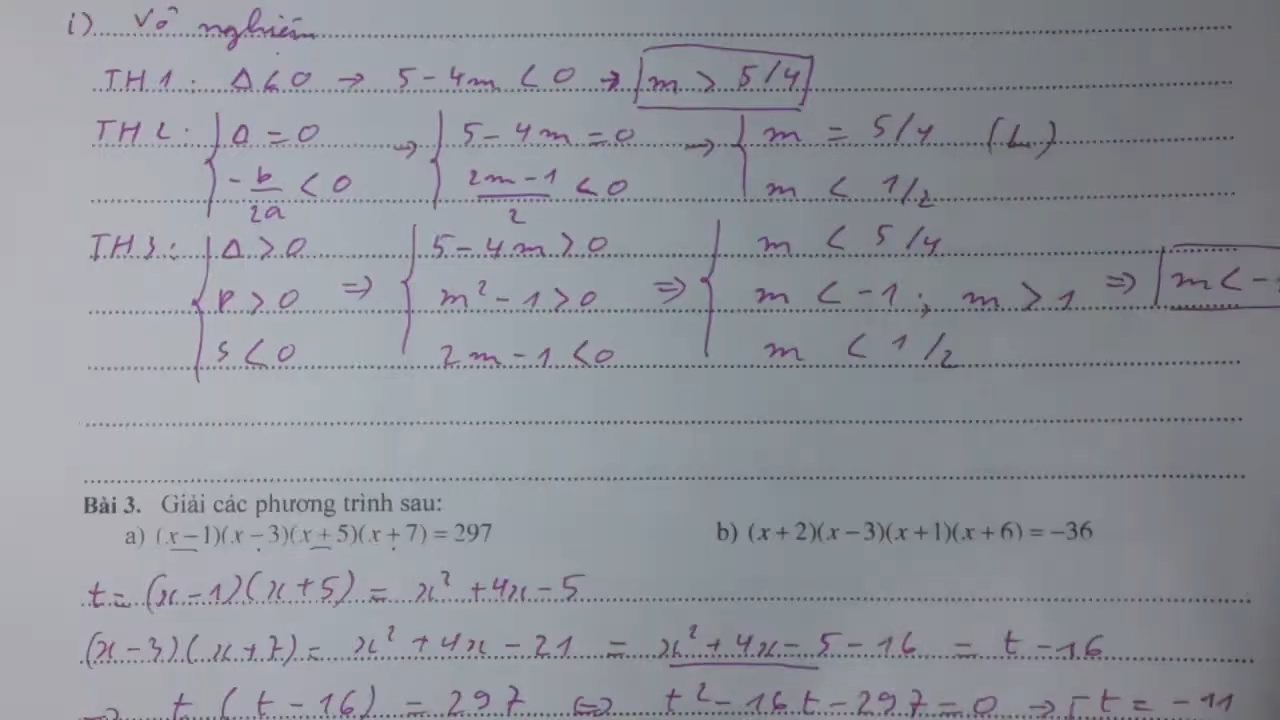 i) Vô nghiệm
TH1: Δ < 0 → 5 - 4m < 0 → m > 5/4
TH2: { Δ = 0 → { 5 - 4m = 0 → { m = 5/4 (L)
-b/2a < 0 (2m - 1)/2 < 0 m < 1/2
TH3: { Δ > 0 ⇒ { 5 - 4m > 0 ⇒ { m < 5/4
P > 0 m² - 1 > 0 m < -1 ; m > 1 ⇒ m < -
S < 0 2m - 1 < 0 m < 1/2
Bài 3. Giải các phương trình sau:
a) (x - 1)(x - 3)(x + 5)(x + 7) = 297 b) (x + 2)(x - 3)(x + 1)(x + 6) = -36
t = (x - 1)(x + 5) = x² + 4x - 5
(x - 3)(x + 7) = x² + 4x - 21 = x² + 4x - 5 - 16 = t - 16
⇒ t(t - 16) = 297 ⇔ t² - 16t - 297 = 0 → [ t = -11